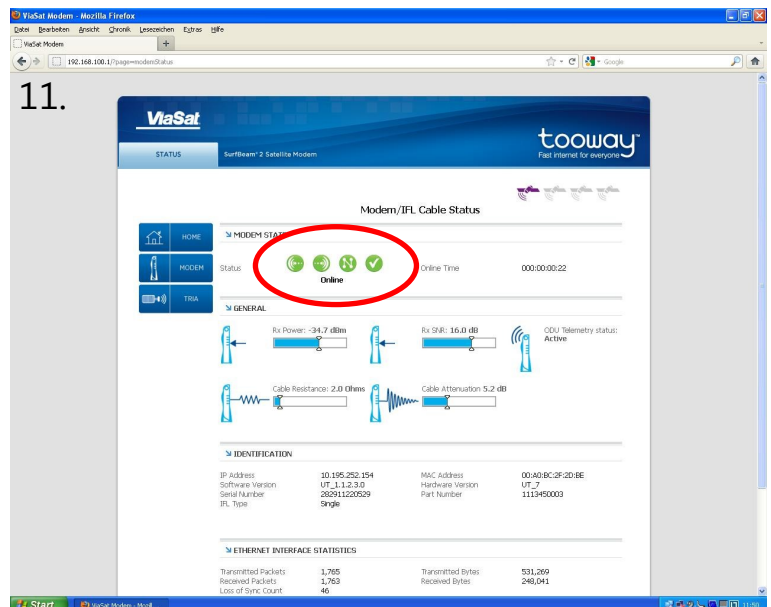 ViaSat Modem - Mozilla Firefox
Datei Bearbeiten Ansicht Chronik Lesezeichen Extras Hilfe
ViaSat Modem +
192.168.100.1/?page=modemStatus Google
11.
ViaSat
tooway™
Fast internet for everyone
STATUS SurfBeam® 2 Satellite Modem
Modem/IFL Cable Status
HOME
MODEM
TRIA
MODEM STAT
Status Online Online Time 000:00:00:22
GENERAL
Rx Power: -34.7 dBm Rx SNR: 16.0 dB ODU Telemetry status:
Active
Cable Resistance: 2.0 Ohms Cable Attenuation 5.2 dB
IDENTIFICATION
IP Address 10.195.252.154 MAC Address 00:A0:BC:2F:2D:BE
Software Version UT_1.1.2.3.0 Hardware Version UT_7
Serial Number 282911220529 Part Number 1113450003
IFL Type Single
ETHERNET INTERFACE STATISTICS
Transmitted Packets 1,765 Transmitted Bytes 531,269
Received Packets 1,763 Received Bytes 248,041
Loss of Sync Count 46
Start ViaSat Modem - Mozil 11:50